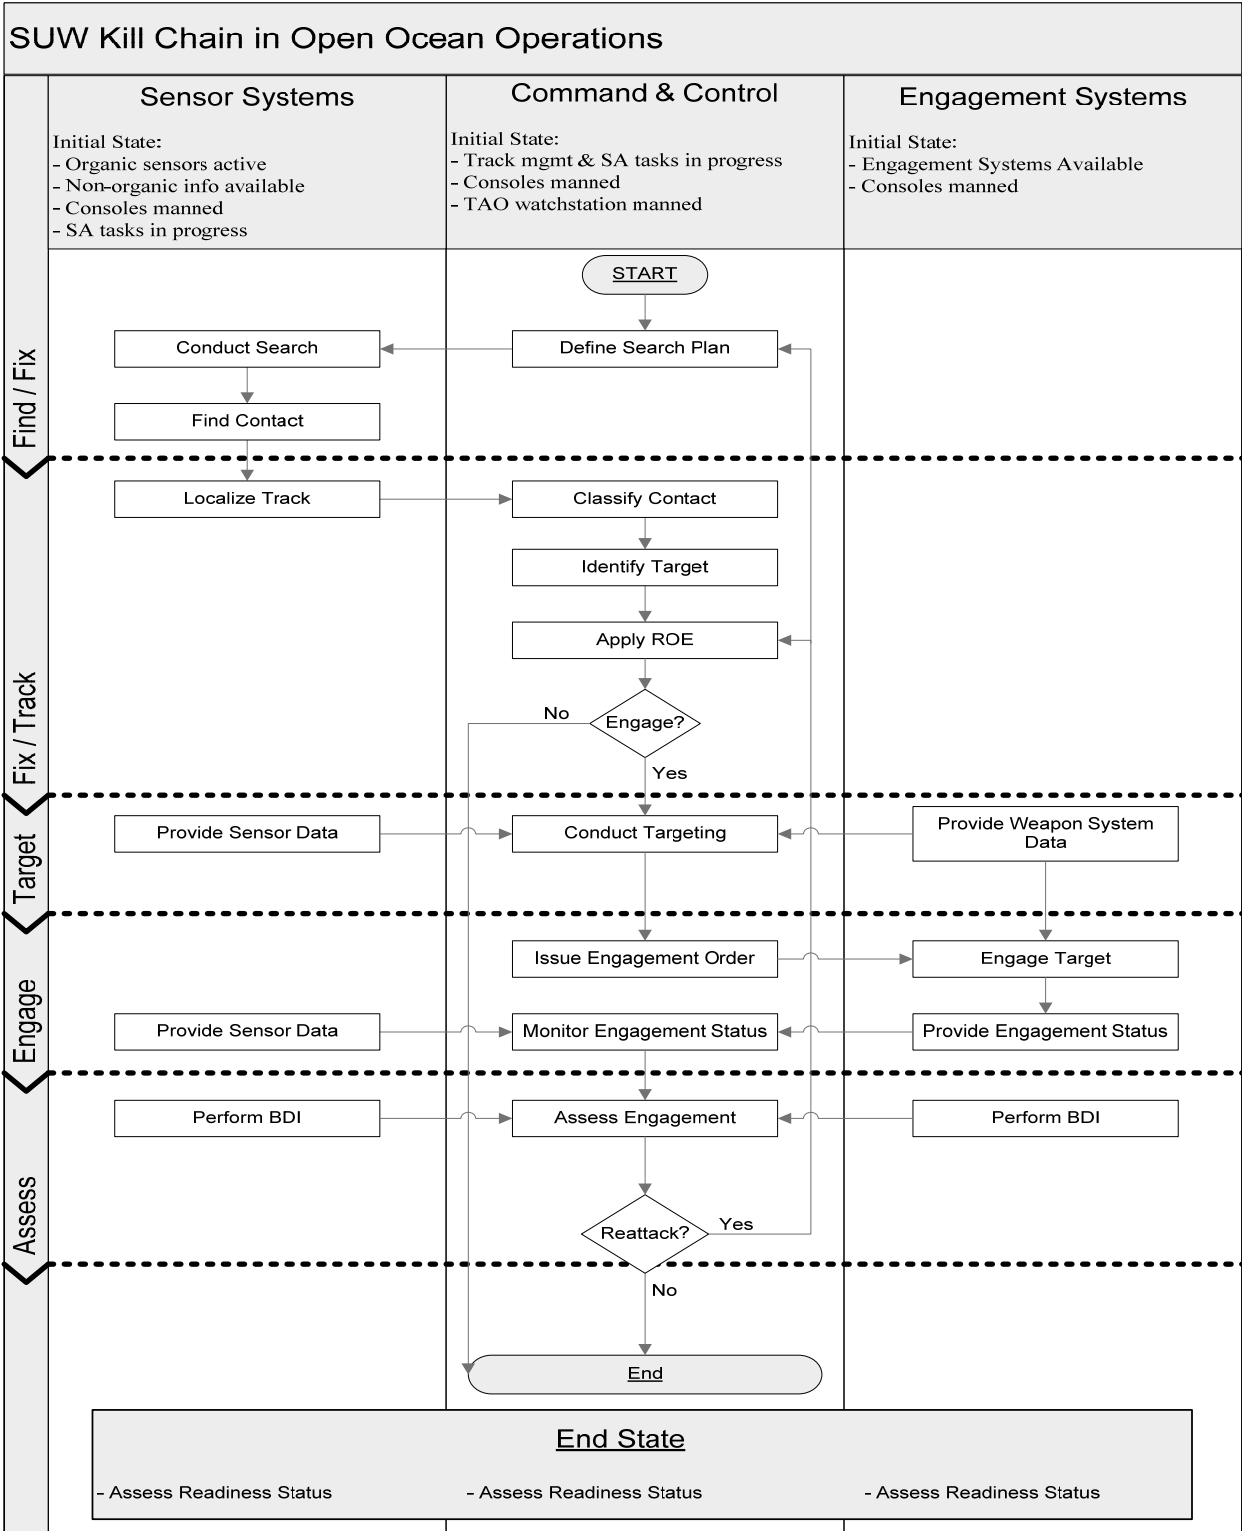 SUW Kill Chain in Open Ocean Operations
Sensor Systems
Initial State:
- Organic sensors active
- Non-organic info available
- Consoles manned
- SA tasks in progress
Command & Control
Initial State:
- Track mgmt & SA tasks in progress
- Consoles manned
- TAO watchstation manned
Engagement Systems
Initial State:
- Engagement Systems Available
- Consoles manned
Find / Fix
START
Conduct Search
Define Search Plan
Find Contact
Fix / Track
Localize Track
Classify Contact
Identify Target
Apply ROE
Engage?
No
Yes
Target
Provide Sensor Data
Conduct Targeting
Provide Weapon System
Data
Engage
Issue Engagement Order
Engage Target
Provide Sensor Data
Monitor Engagement Status
Provide Engagement Status
Assess
Perform BDI
Assess Engagement
Perform BDI
Reattack?
Yes
No
End
End State
- Assess Readiness Status
- Assess Readiness Status
- Assess Readiness Status